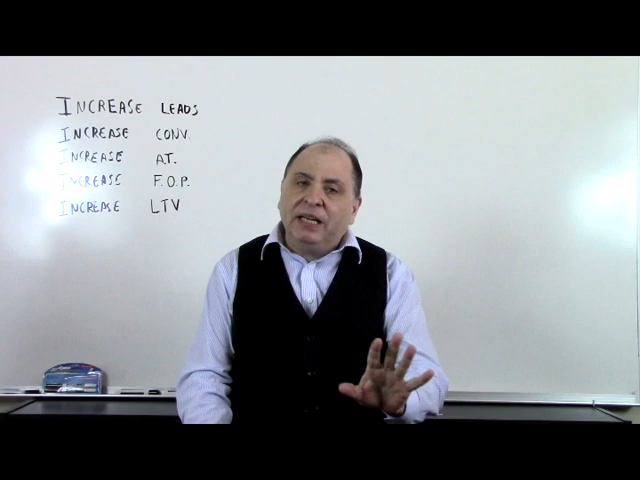 INCREASE LEADS
INCREASE CONV.
INCREASE A.T.
INCREASE F.O.P.
INCREASE LTV